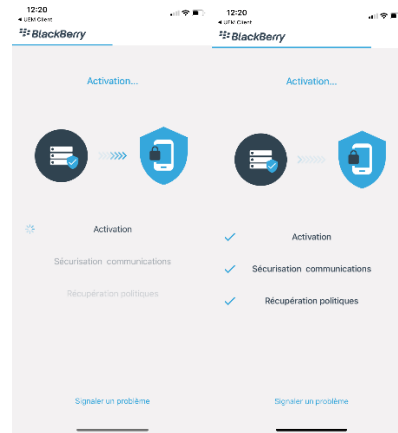 12:20
◀ UEM Client
BlackBerry
Activation...
Activation
Sécurisation communications
Récupération politiques
Signaler un problème
12:20
◀ UEM Client
BlackBerry
Activation...
Activation
Sécurisation communications
Récupération politiques
Signaler un problème